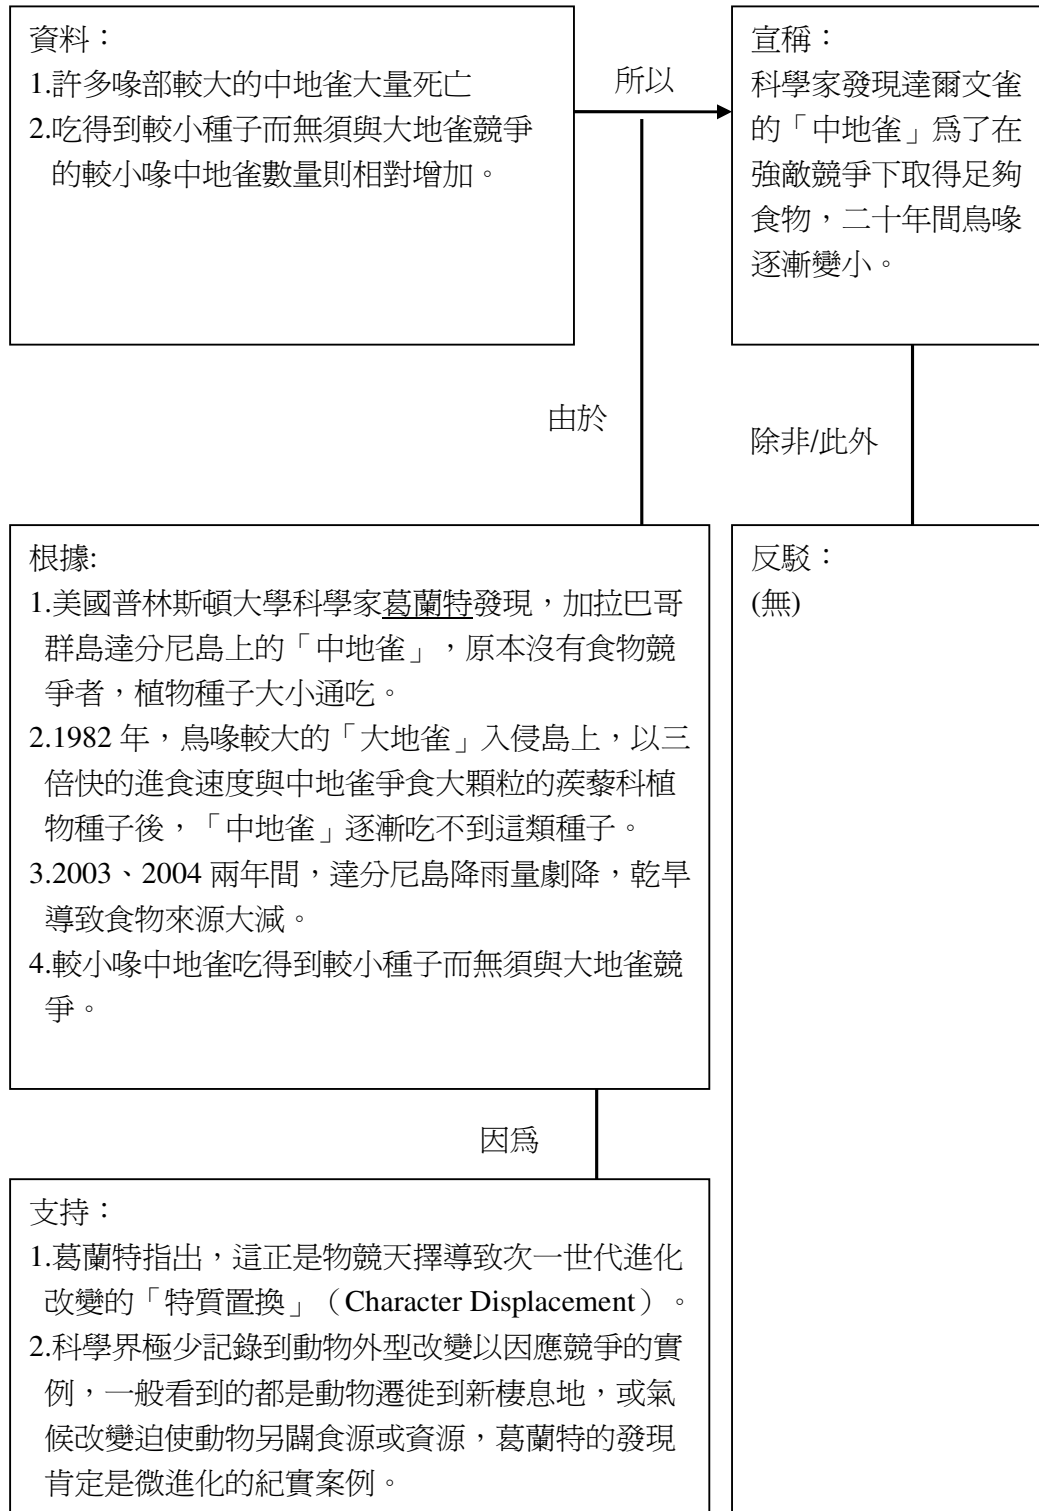 資料：
1.許多喙部較大的中地雀大量死亡
2.吃得到較小種子而無須與大地雀競爭
的較小喙中地雀數量則相對增加。
所以
宣稱：
科學家發現達爾文雀
的「中地雀」為了在
強敵競爭下取得足夠
食物，二十年間鳥喙
逐漸變小。
由於
除非/此外
根據:
1.美國普林斯頓大學科學家葛蘭特發現，加拉巴哥
群島達分尼島上的「中地雀」，原本沒有食物競
爭者，植物種子大小通吃。
2.1982 年，鳥喙較大的「大地雀」入侵島上，以三
倍快的進食速度與中地雀爭食大顆粒的蒺藜科植
物種子後，「中地雀」逐漸吃不到這類種子。
3.2003、2004 兩年間，達分尼島降雨量劇降，乾旱
導致食物來源大減。
4.較小喙中地雀吃得到較小種子而無須與大地雀競
爭。
反駁：
(無)
因為
支持：
1.葛蘭特指出，這正是物競天擇導致次一世代進化
改變的「特質置換」（Character Displacement）。
2.科學界極少記錄到動物外型改變以因應競爭的實
例，一般看到的都是動物遷徙到新棲息地，或氣
候改變迫使動物另闢食源或資源，葛蘭特的發現
肯定是微進化的紀實案例。